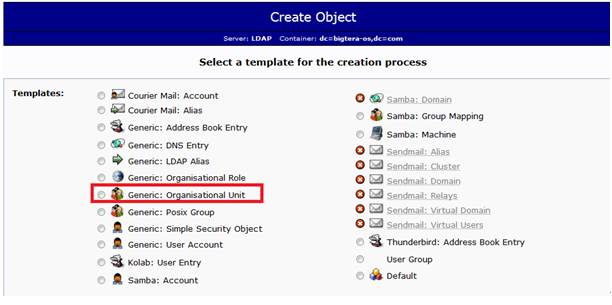 Create Object
Server: LDAP Container: dc=bigtera-os,dc=com
Select a template for the creation process
Templates:
Courier Mail: Account
Courier Mail: Alias
Generic: Address Book Entry
Generic: DNS Entry
Generic: LDAP Alias
Generic: Organisational Role
Generic: Organisational Unit
Generic: Posix Group
Generic: Simple Security Object
Generic: User Account
Kolab: User Entry
Samba: Account
Samba: Domain
Samba: Group Mapping
Samba: Machine
Sendmail: Alias
Sendmail: Cluster
Sendmail: Domain
Sendmail: Relays
Sendmail: Virtual Domain
Sendmail: Virtual Users
Thunderbird: Address Book Entry
User Group
Default